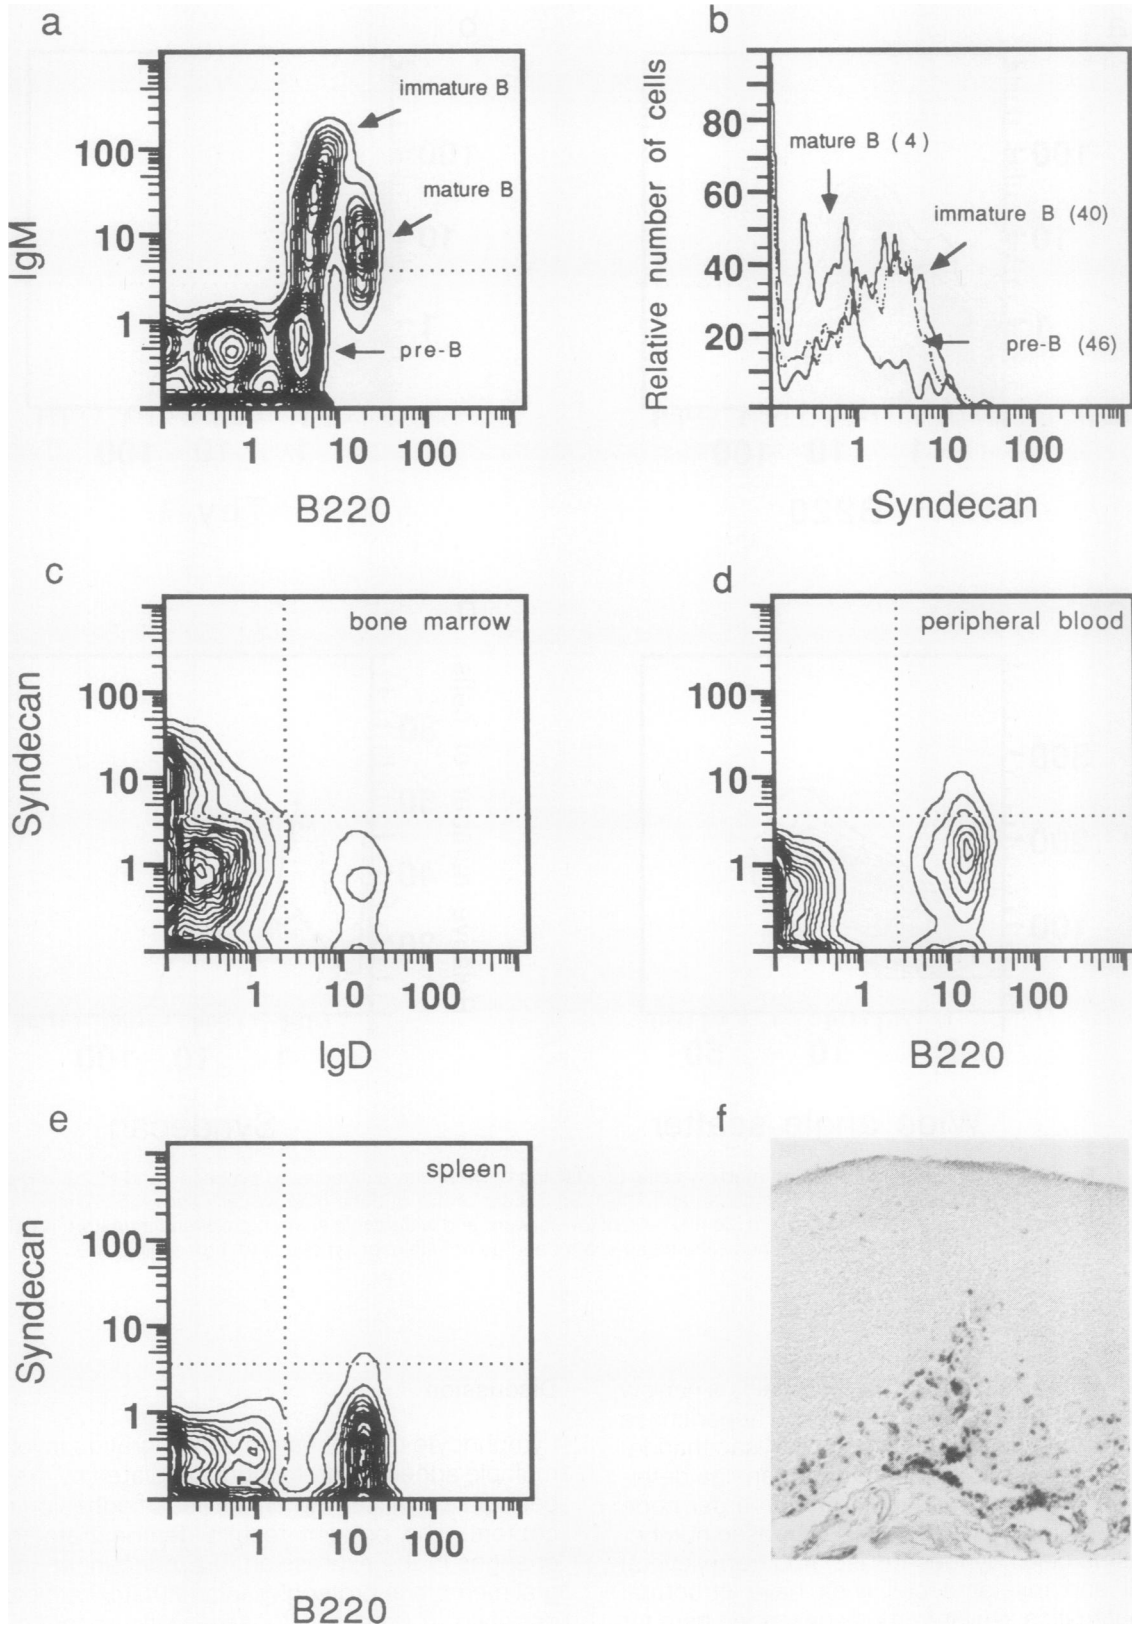 a
IgM
100
10
1
immature B
mature B
pre-B
1
10
100
B220
b
Relative number of cells
80
60
40
20
mature B ( 4 )
immature B (40)
pre-B (46)
1
10
100
Syndecan
c
Syndecan
100
10
1
bone marrow
1
10
100
IgD
d
100
10
1
peripheral blood
1
10
100
B220
e
Syndecan
100
10
1
spleen
1
10
100
B220
f